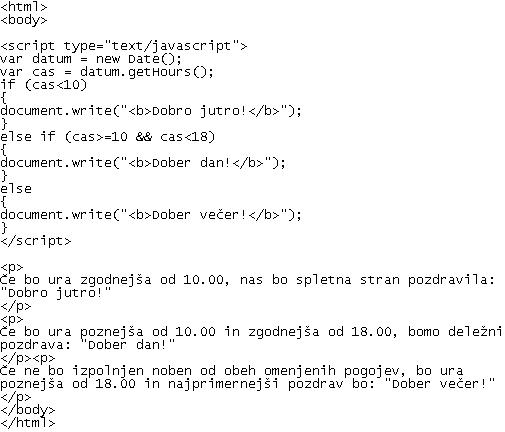 <html>
<body>
<script type="text/javascript">
var datum = new Date();
var cas = datum.getHours();
if (cas<10)
{
document.write("<b>Dobro jutro!</b>");
}
else if (cas>=10 && cas<18)
{
document.write("<b>Dober dan!</b>");
}
else
{
document.write("<b>Dober večer!</b>");
}
</script>
<p>
Če bo ura zgodnejša od 10.00, nas bo spletna stran pozdravila:
"Dobro jutro!"
</p>
<p>
Če bo ura poznejša od 10.00 in zgodnejša od 18.00, bomo deležni
pozdrava: "Dober dan!"
</p><p>
Če ne bo izpolnjen noben od obeh omenjenih pogojev, bo ura
poznejša od 18.00 in najprimernejši pozdrav bo: "Dober večer!"
</p>
</body>
</html>